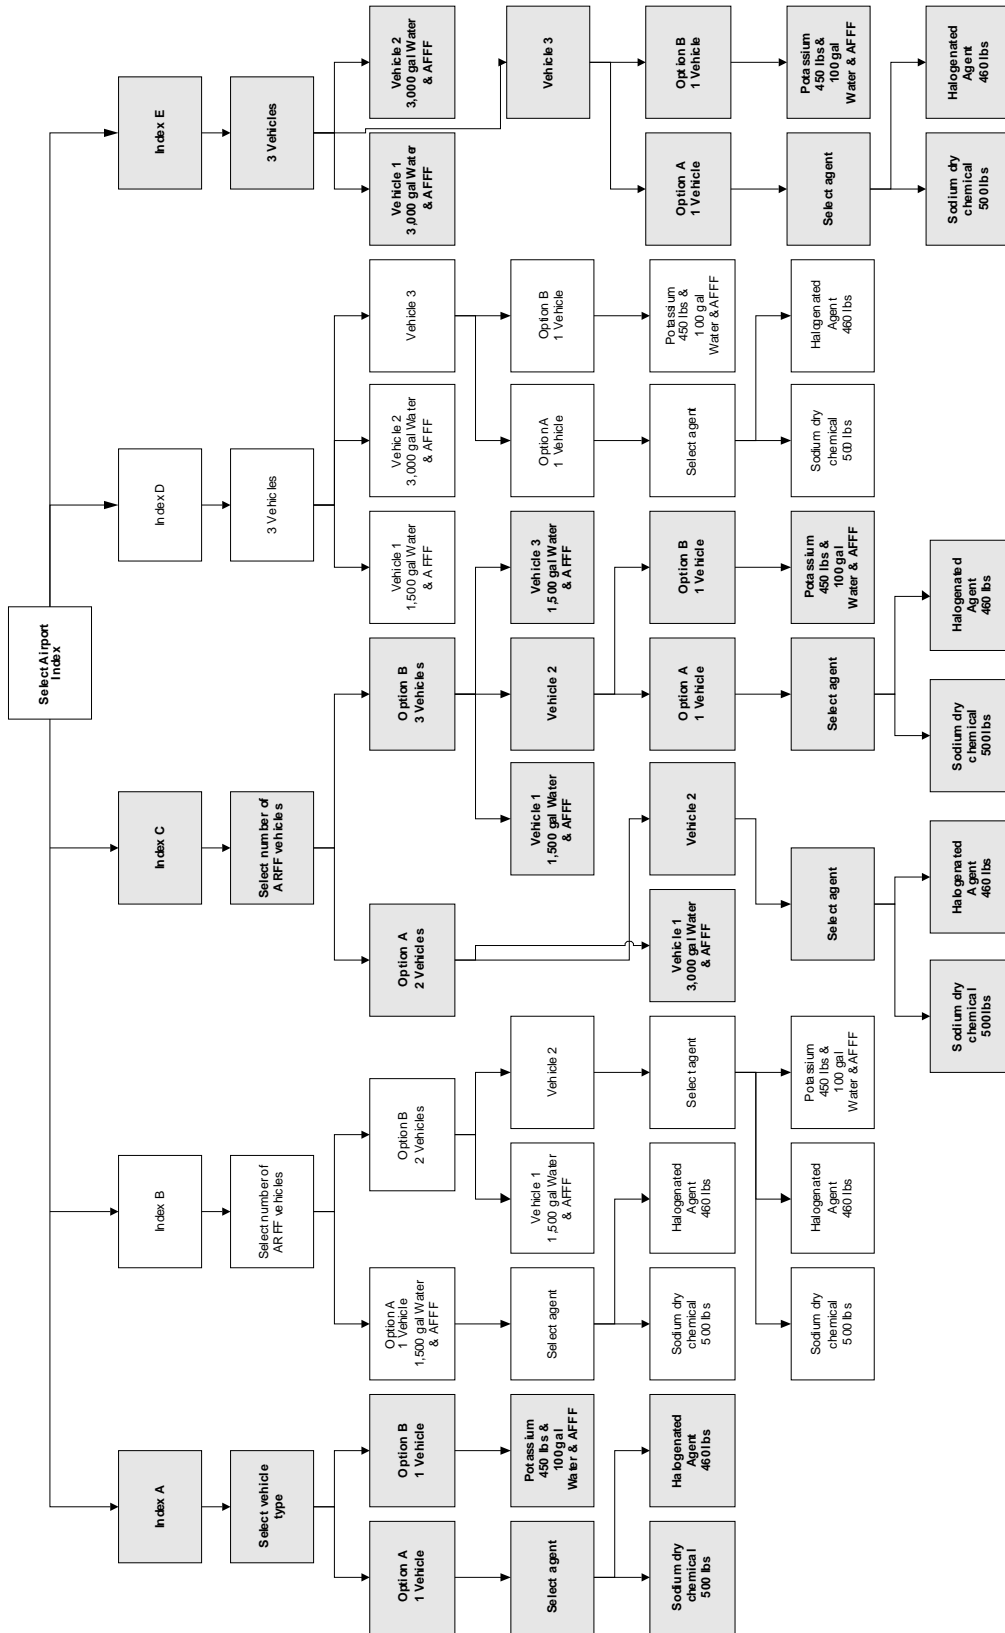 Select Airport
Index
Index A
Select vehicle
type
Option A
1 Vehicle
Option B
1 Vehicle
Select agent
Potassium
450 lbs &
100 gal
Water & AFFF
Sodium dry
chemical
500 lbs
Halogenated
Agent
460 lbs
Index B
Select number of
ARFF vehicles
Option A
1 Vehicle
1,500 gal Water
& AFFF
Option B
2 Vehicles
Select agent
Vehicle 1
1,500 gal Water
& AFFF
Vehicle 2
Sodium dry
chemical
500 lbs
Halogenated
Agent
460 lbs
Select agent
Sodium dry
chemical
500 lbs
Halogenated
Agent
460 lbs
Potassium
450 lbs &
100 gal
Water & AFFF
Index C
Select number of
ARFF vehicles
Option A
2 Vehicles
Option B
3 Vehicles
Vehicle 1
3,000 gal Water
& AFFF
Vehicle 2
Select agent
Sodium dry
chemical
500 lbs
Halogenated
Agent
460 lbs
Vehicle 1
1,500 gal Water
& AFFF
Vehicle 2
Vehicle 3
1,500 gal Water
& AFFF
Option A
1 Vehicle
Option B
1 Vehicle
Select agent
Potassium
450 lbs &
100 gal
Water & AFFF
Sodium dry
chemical
500 lbs
Halogenated
Agent
460 lbs
Index D
3 Vehicles
Vehicle 1
1,500 gal Water
& AFFF
Vehicle 2
3,000 gal Water
& AFFF
Vehicle 3
Option A
1 Vehicle
Option B
1 Vehicle
Select agent
Potassium
450 lbs &
100 gal
Water & AFFF
Sodium dry
chemical
500 lbs
Halogenated
Agent
460 lbs
Index E
3 Vehicles
Vehicle 1
3,000 gal Water
& AFFF
Vehicle 2
3,000 gal Water
& AFFF
Vehicle 3
Option A
1 Vehicle
Option B
1 Vehicle
Select agent
Potassium
450 lbs &
100 gal
Water & AFFF
Sodium dry
chemical
500 lbs
Halogenated
Agent
460 lbs